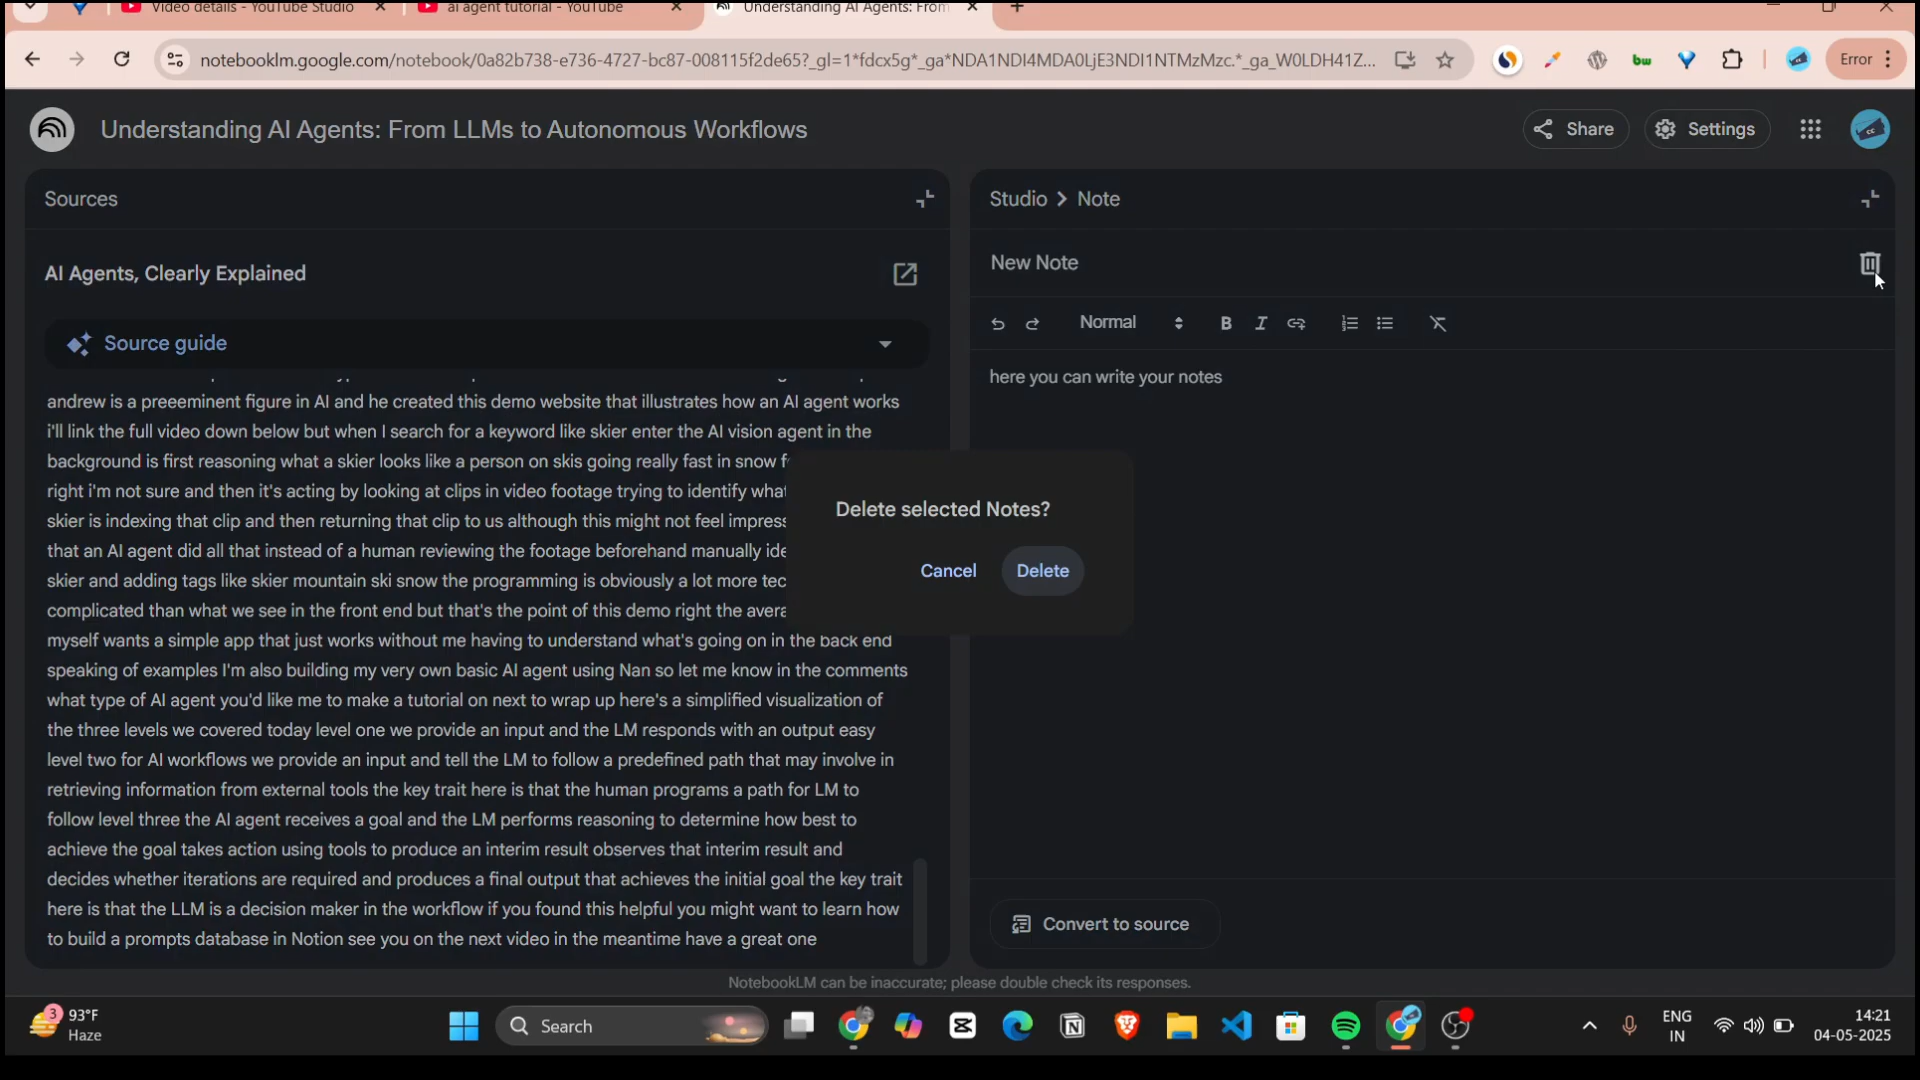 Video details - YouTube Studio
ai agent tutorial - YouTube
Understanding AI Agents: From
notebooklm.google.com/notebook/0a82b738-e736-4727-bc87-008115f2de65?_gl=1*fdcx5g*_ga*NDA1NDI4MDA0LjE3NDI1NTMzMzc.*_ga_W0LDH41Z...
bw
Error
Understanding AI Agents: From LLMs to Autonomous Workflows
Share
Settings
Sources
AI Agents, Clearly Explained
Source guide
andrew is a preeminent figure in AI and he created this demo website that illustrates how an AI agent works
i'll link the full video down below but when I search for a keyword like skier enter the AI vision agent in the
background is first reasoning what a skier looks like a person on skis going really fast in snow
right i'm not sure and then it's acting by looking at clips in video footage trying to identify what
skier is indexing that clip and then returning that clip to us although this might not feel impress
that an AI agent did all that instead of a human reviewing the footage beforehand manually ide
skier and adding tags like skier mountain ski snow the programming is obviously a lot more tec
complicated than what we see in the front end but that's the point of this demo right the avera
myself wants a simple app that just works without me having to understand what's going on in the back end
speaking of examples I'm also building my very own basic AI agent using Nan so let me know in the comments
what type of AI agent you'd like me to make a tutorial on next to wrap up here's a simplified visualization of
the three levels we covered today level one we provide an input and the LM responds with an output easy
level two for AI workflows we provide an input and tell the LM to follow a predefined path that may involve in
retrieving information from external tools the key trait here is that the human programs a path for LM to
follow level three the AI agent receives a goal and the LM performs reasoning to determine how best to
achieve the goal takes action using tools to produce an interim result observes that interim result and
decides whether iterations are required and produces a final output that achieves the initial goal the key trait
here is that the LLM is a decision maker in the workflow if you found this helpful you might want to learn how
to build a prompts database in Notion see you on the next video in the meantime have a great one
Studio > Note
New Note
Normal
B I
here you can write your notes
Delete selected Notes?
Cancel
Delete
Convert to source
NotebookLM can be inaccurate; please double check its responses.
3
93°F
Haze
Search
ENG
IN
14:21
04-05-2025